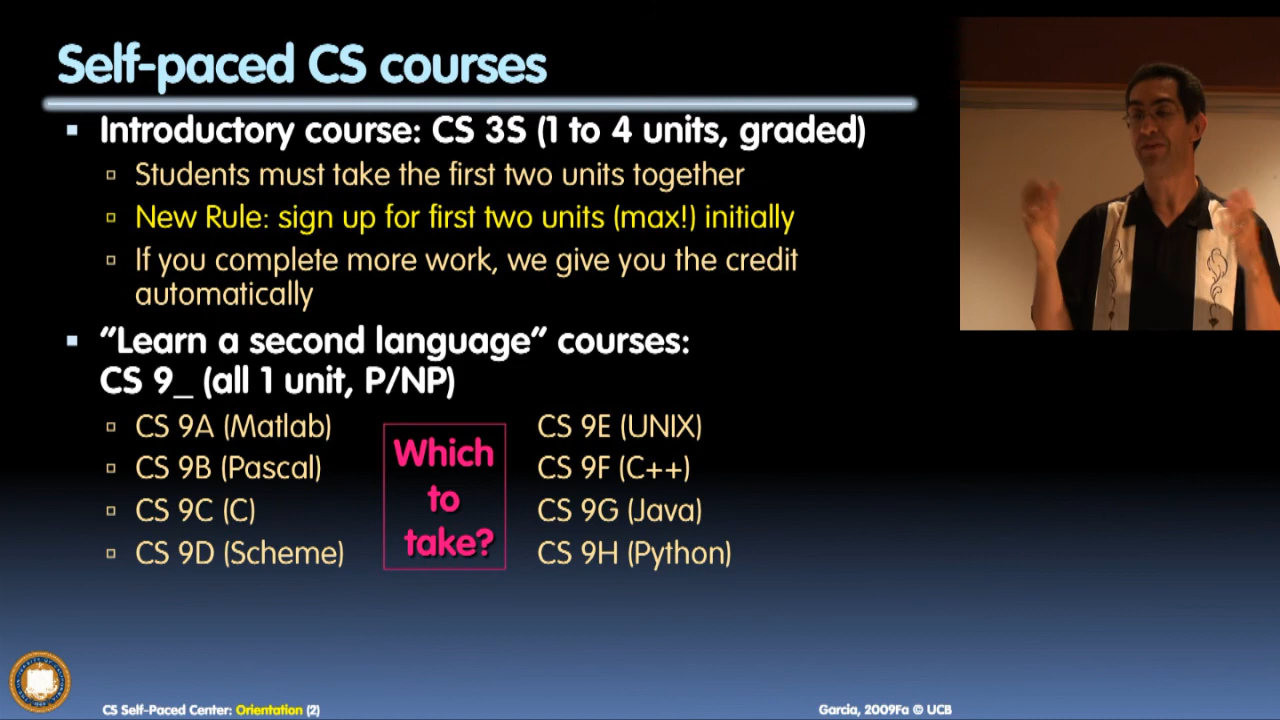 Self-paced CS courses
Introductory course: CS 3S (1 to 4 units, graded)
Students must take the first two units together
New Rule: sign up for first two units (max!) initially
If you complete more work, we give you the credit
automatically
“Learn a second language” courses:
CS 9_ (all 1 unit, P/NP)
CS 9A (Matlab)
CS 9B (Pascal)
CS 9C (C)
CS 9D (Scheme)
Which
to
take?
CS 9E (UNIX)
CS 9F (C++)
CS 9G (Java)
CS 9H (Python)
CS Self-Paced Center: Orientation (2)
Garcia, 2009Fa © UCB